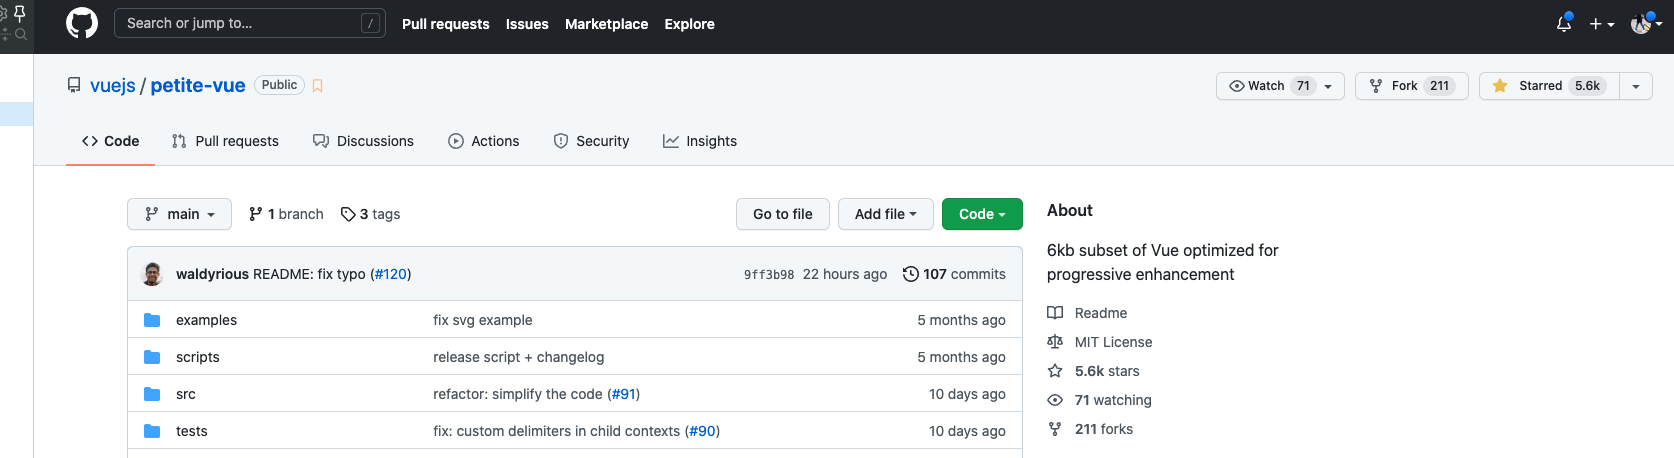 Search or jump to... /
Pull requests Issues Marketplace Explore
vuejs / petite-vue Public
Watch 71 Fork 211 Starred 5.6k
Code Pull requests Discussions Actions Security Insights
main 1 branch 3 tags Go to file Add file Code
waldyrious README: fix typo (#120) 9ff3b98 22 hours ago 107 commits
examples fix svg example 5 months ago
scripts release script + changelog 5 months ago
src refactor: simplify the code (#91) 10 days ago
tests fix: custom delimiters in child contexts (#90) 10 days ago
About
6kb subset of Vue optimized for
progressive enhancement
Readme
MIT License
5.6k stars
71 watching
211 forks